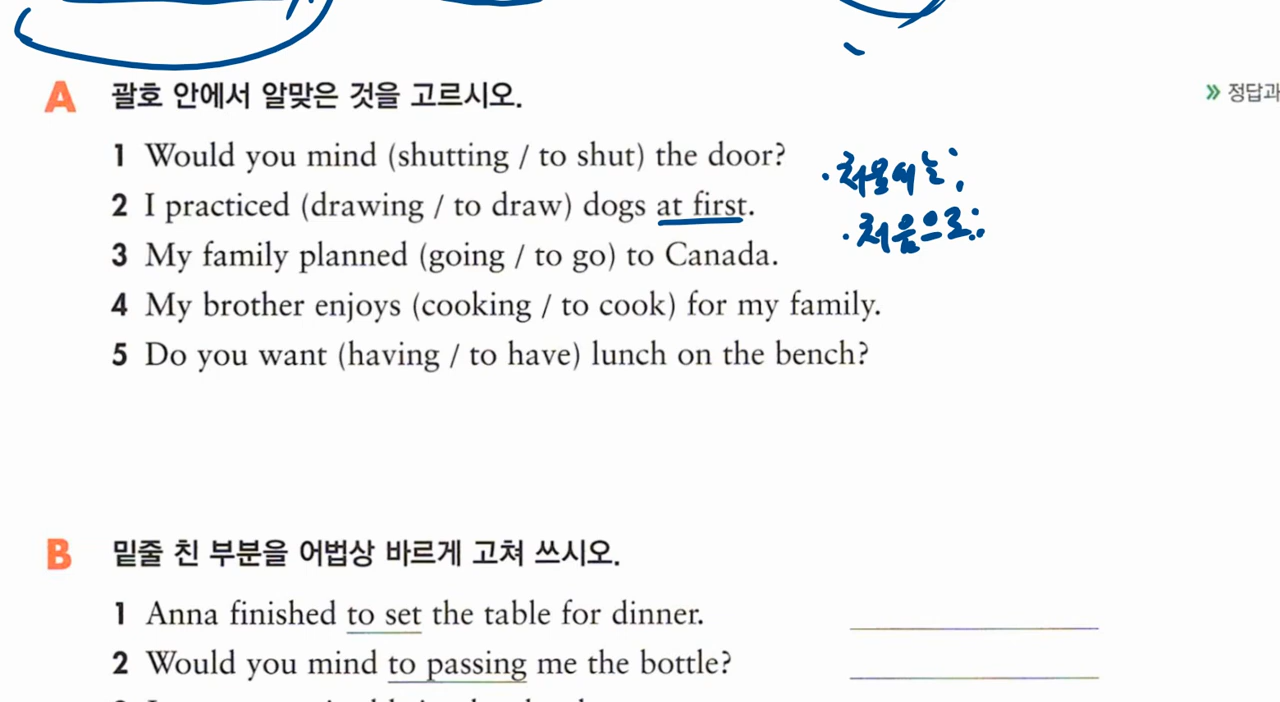 A 괄호 안에서 알맞은 것을 고르시오.
» 정답과
1 Would you mind (shutting / to shut) the door?
· 처음에는;
2 I practiced (drawing / to draw) dogs at first.
· 처음으로;
3 My family planned (going / to go) to Canada.
4 My brother enjoys (cooking / to cook) for my family.
5 Do you want (having / to have) lunch on the bench?
B 밑줄 친 부분을 어법상 바르게 고쳐 쓰시오.
1 Anna finished to set the table for dinner.
2 Would you mind to passing me the bottle?